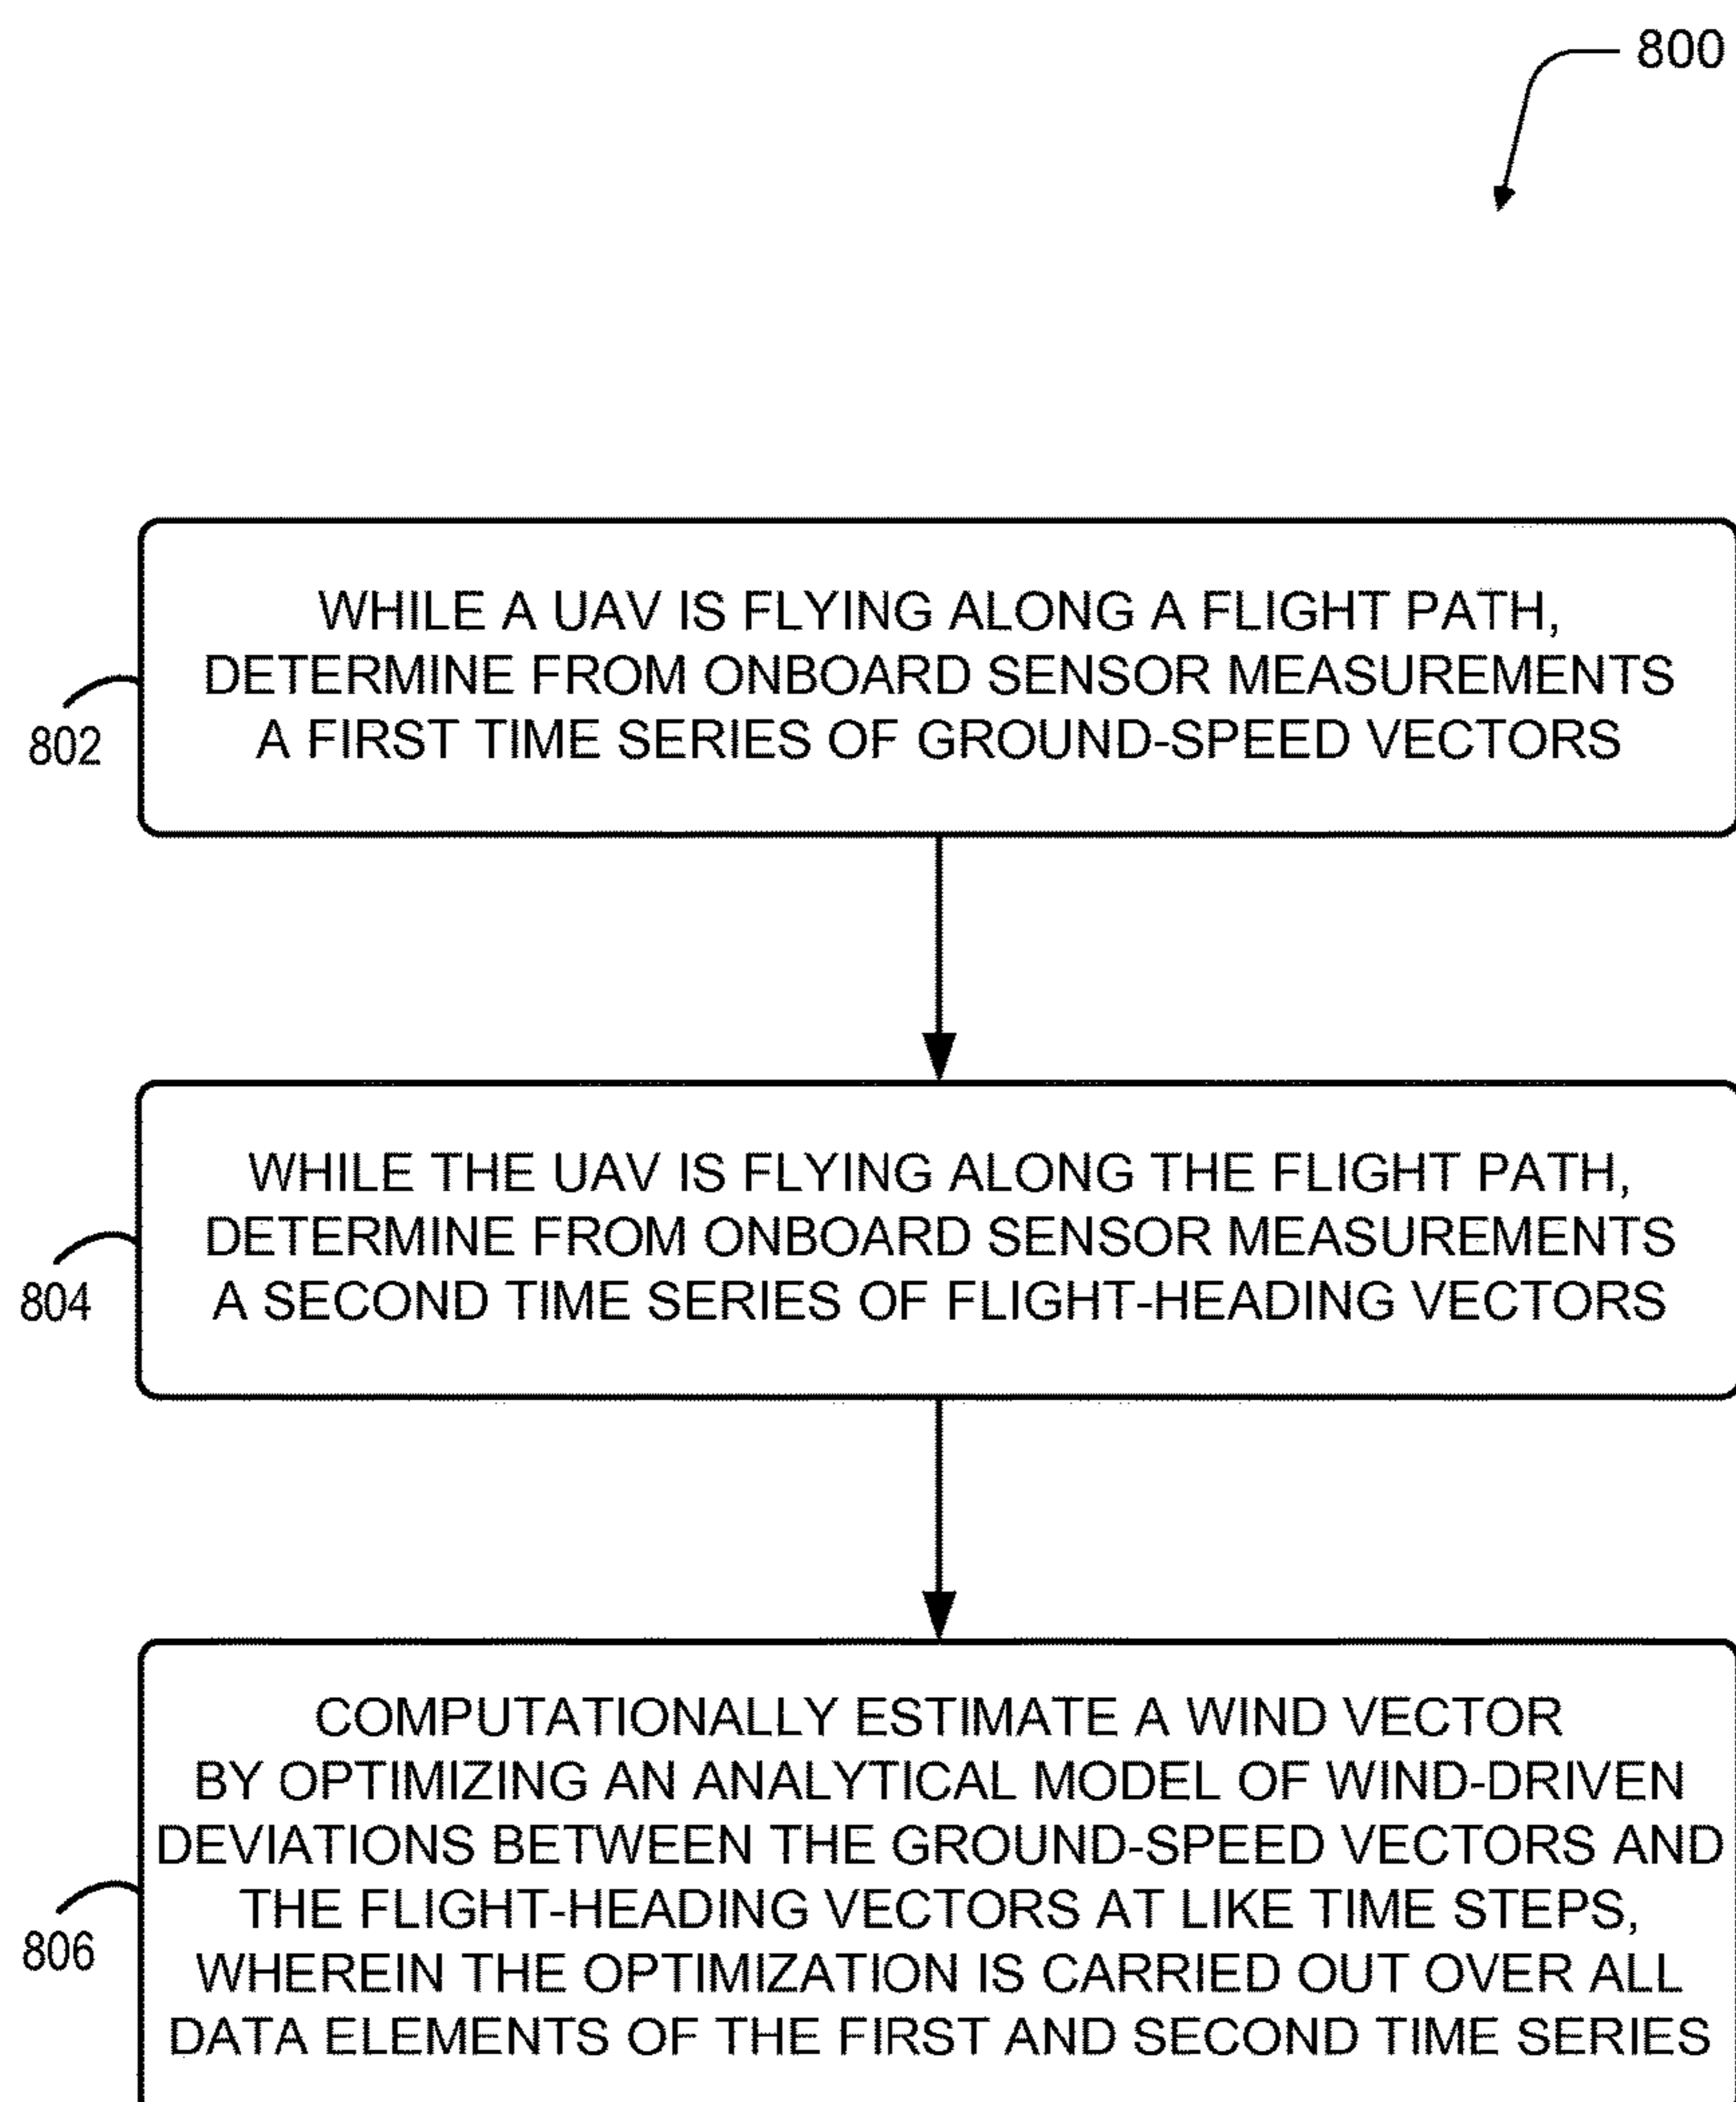 800
WHILE A UAV IS FLYING ALONG A FLIGHT PATH,
DETERMINE FROM ONBOARD SENSOR MEASUREMENTS
A FIRST TIME SERIES OF GROUND-SPEED VECTORS
802
WHILE THE UAV IS FLYING ALONG THE FLIGHT PATH,
DETERMINE FROM ONBOARD SENSOR MEASUREMENTS
A SECOND TIME SERIES OF FLIGHT-HEADING VECTORS
804
COMPUTATIONALLY ESTIMATE A WIND VECTOR
BY OPTIMIZING AN ANALYTICAL MODEL OF WIND-DRIVEN
DEVIATIONS BETWEEN THE GROUND-SPEED VECTORS AND
THE FLIGHT-HEADING VECTORS AT LIKE TIME STEPS,
WHEREIN THE OPTIMIZATION IS CARRIED OUT OVER ALL
DATA ELEMENTS OF THE FIRST AND SECOND TIME SERIES
806